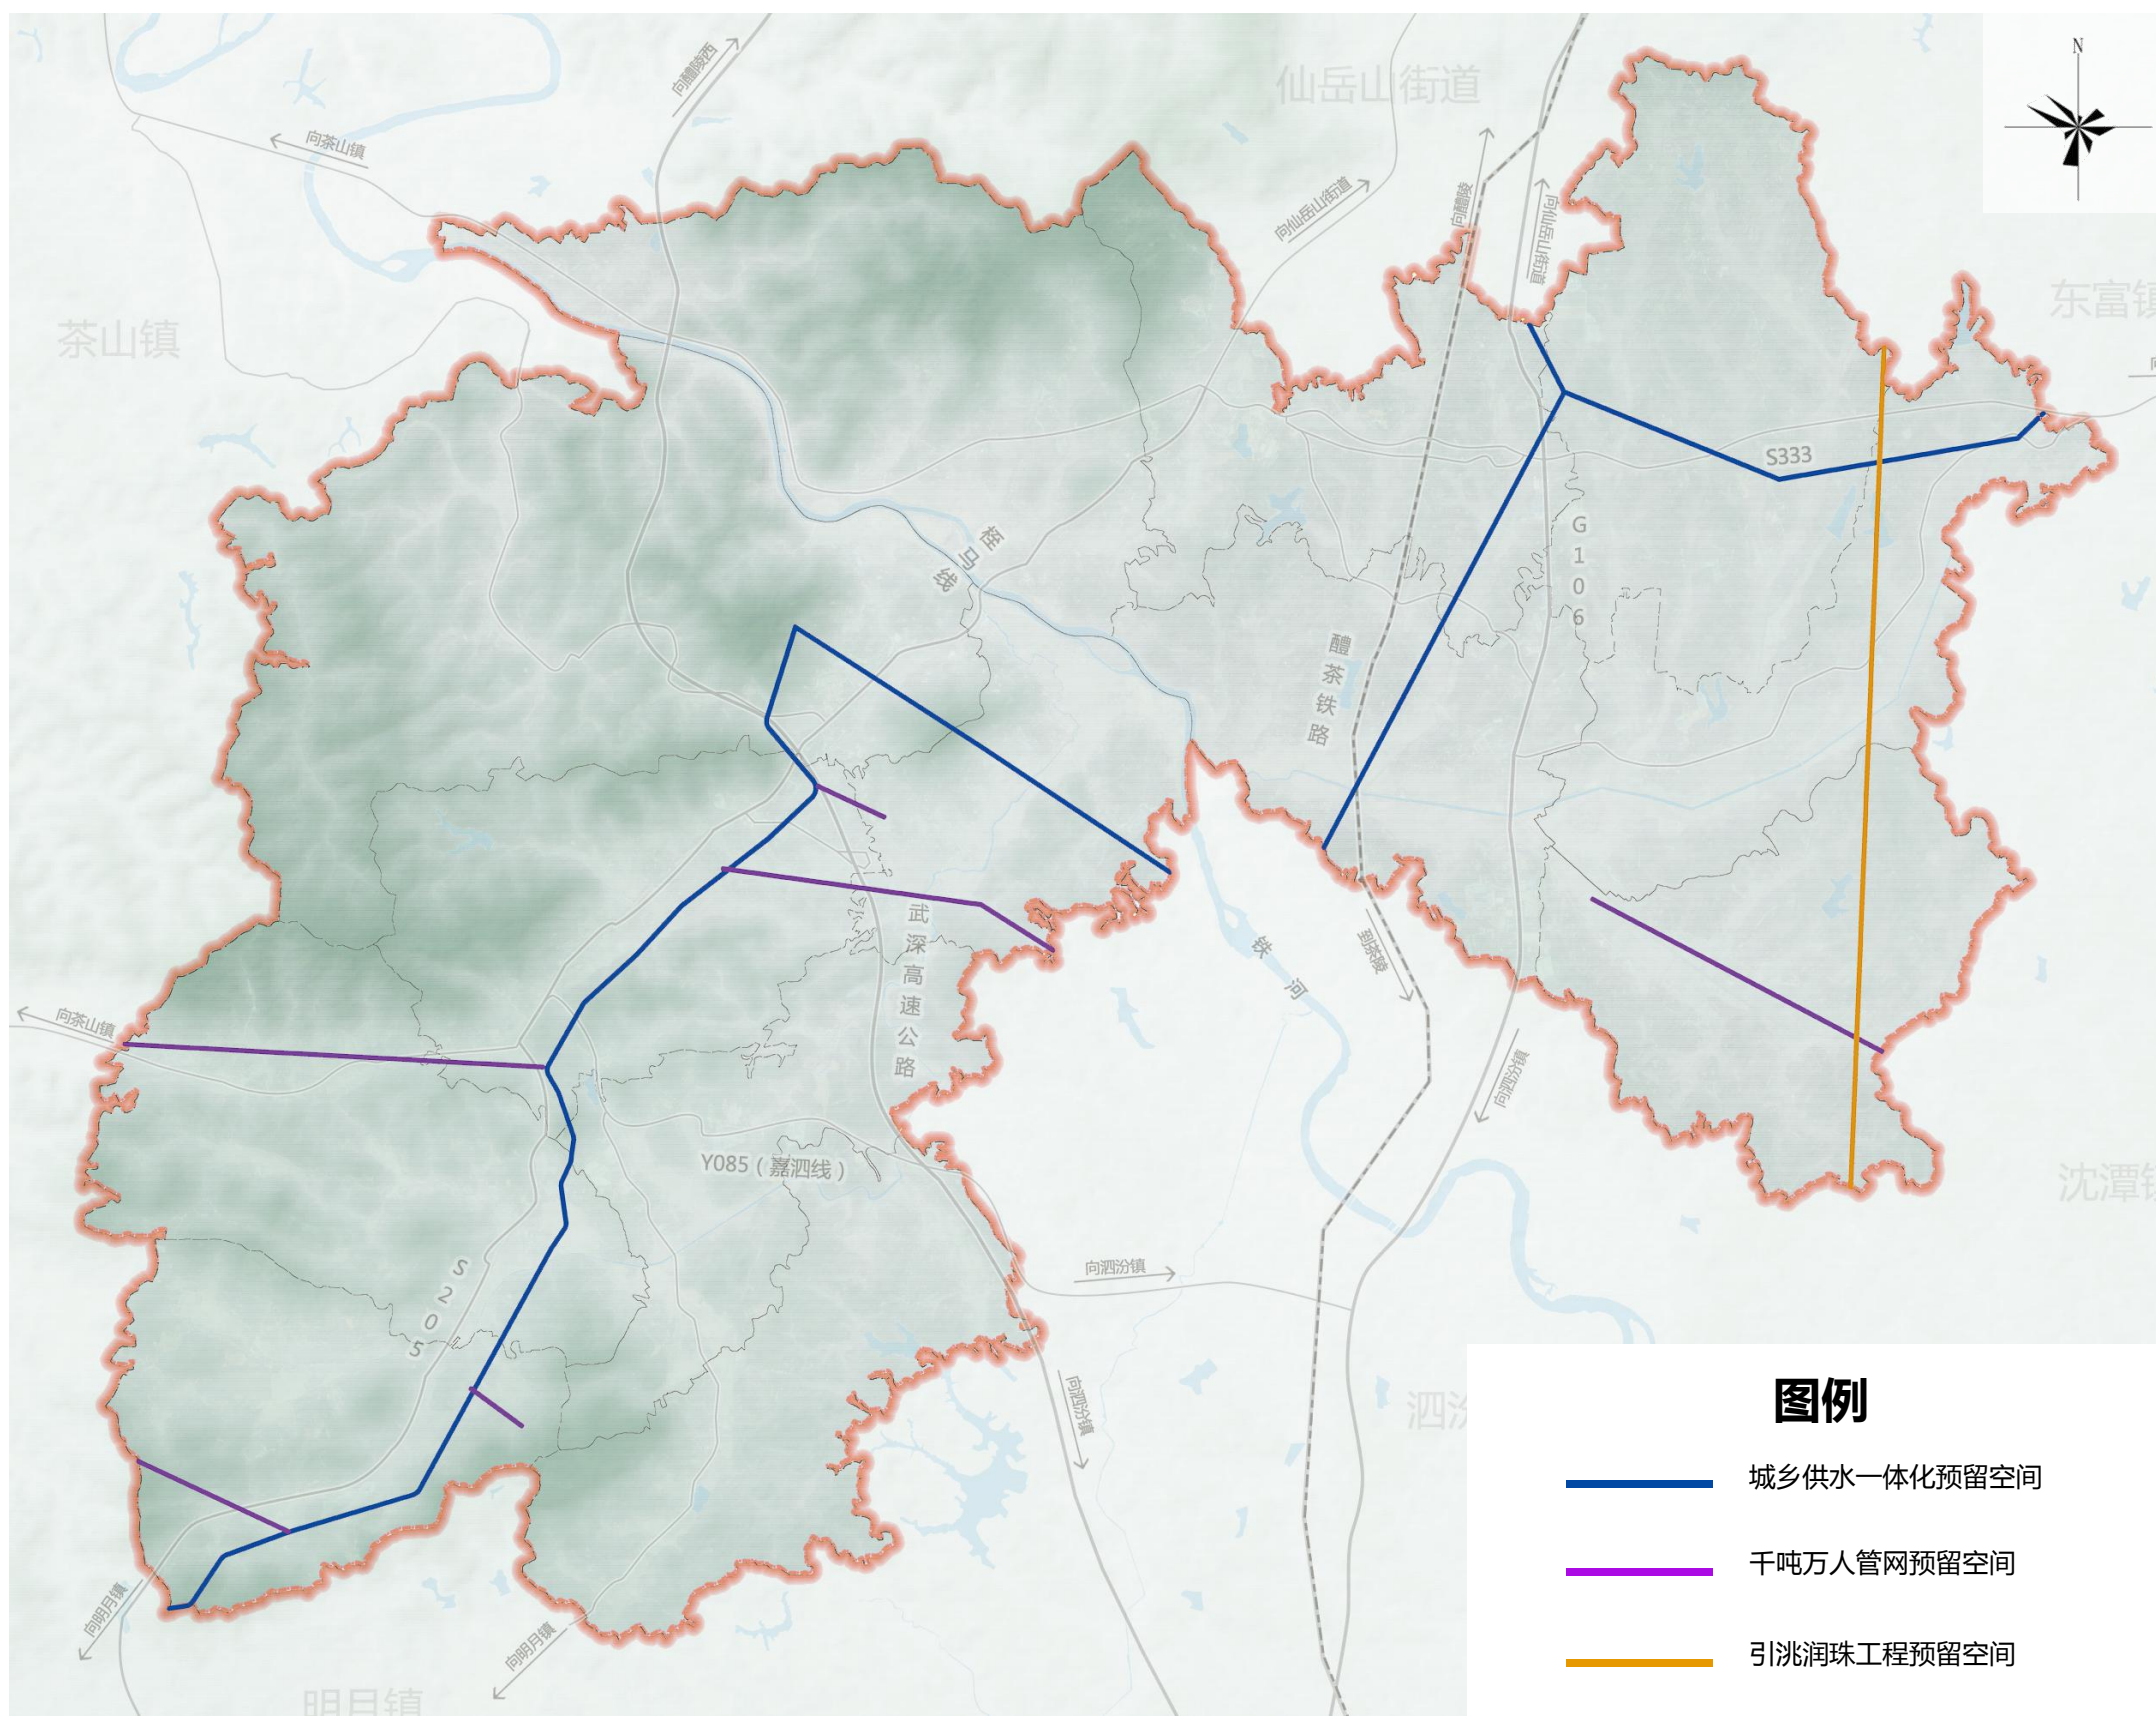 N
仙岳山街道
向醴陵西
向茶山镇
向仙岳山街道
向醴陵
向仙岳山街道
茶山镇
东富镇
S333
G106
桎马线
醴茶铁路
武深高速公路
铁河
到茶陵
向茶山镇
向泗汾镇
Y085（嘉泗线）
沈潭镇
S205
向泗汾镇
向泗汾镇
泗汾
向明月镇
向明月镇
明月镇
图例
城乡供水一体化预留空间
千吨万人管网预留空间
引洮润珠工程预留空间